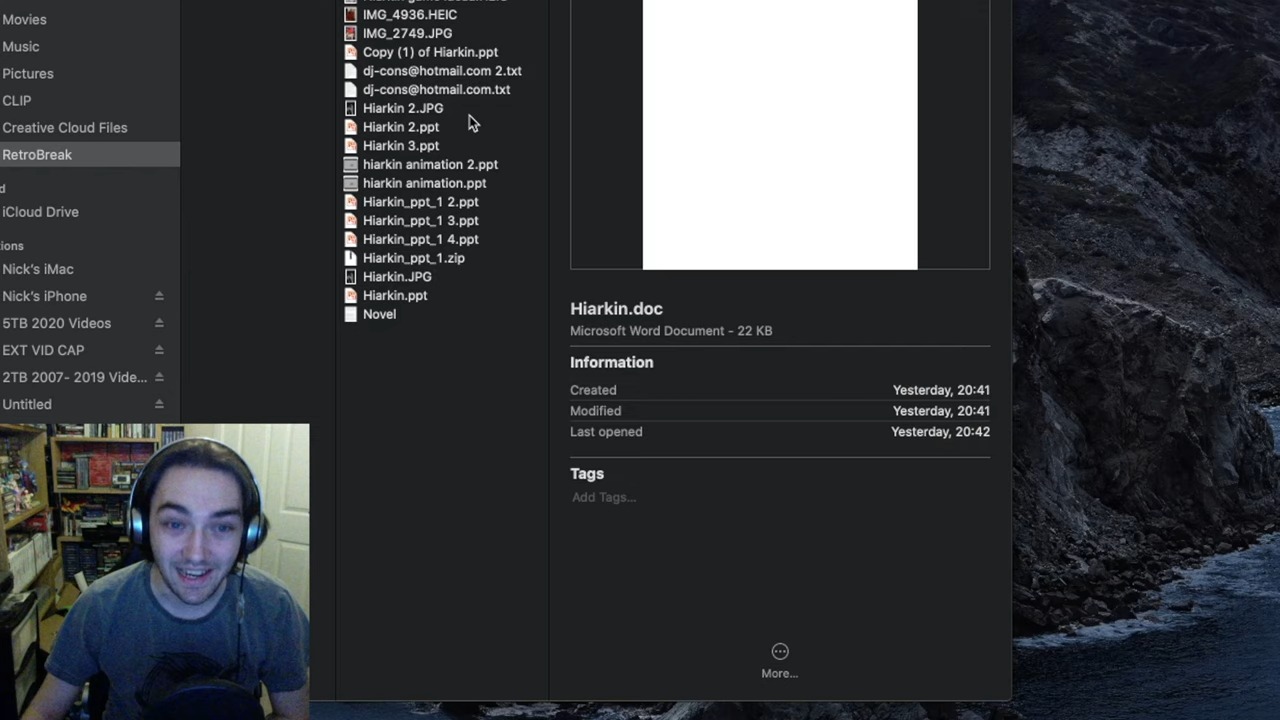 Movies
Music
Pictures
CLIP
Creative Cloud Files
RetroBreak
iCloud Drive
Nick's iMac
Nick's iPhone
5TB 2020 Videos
EXT VID CAP
2TB 2007- 2019 Vide...
Untitled
IMG_4936.HEIC
IMG_2749.JPG
Copy (1) of Hiarkin.ppt
dj-cons@hotmail.com 2.txt
dj-cons@hotmail.com.txt
Hiarkin 2.JPG
Hiarkin 2.ppt
Hiarkin 3.ppt
hiarkin animation 2.ppt
hiarkin animation.ppt
Hiarkin_ppt_1 2.ppt
Hiarkin_ppt_1 3.ppt
Hiarkin_ppt_1 4.ppt
Hiarkin_ppt_1.zip
Hiarkin.JPG
Hiarkin.ppt
Novel
Hiarkin.doc
Microsoft Word Document - 22 KB
Information
Created Yesterday, 20:41
Modified Yesterday, 20:41
Last opened Yesterday, 20:42
Tags
Add Tags...
More...